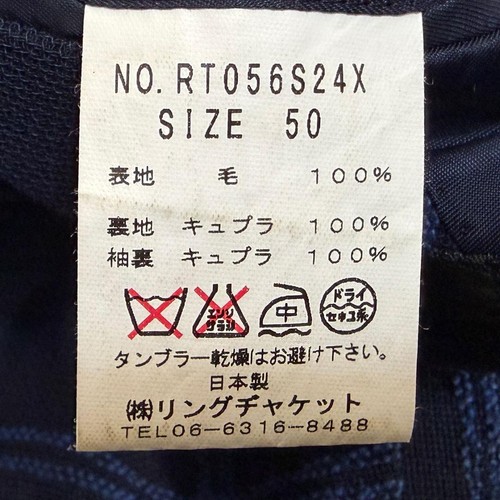 NO.RT056S24X
SIZE 50
表地 毛 100%
裏地 キュプラ 100%
袖裏 キュプラ 100%
エンソ サラシ 中 ドライ セキユ系
タンブラー乾燥はお避け下さい。
日本製
㈱リングヂャケット
TEL06-6316-8488